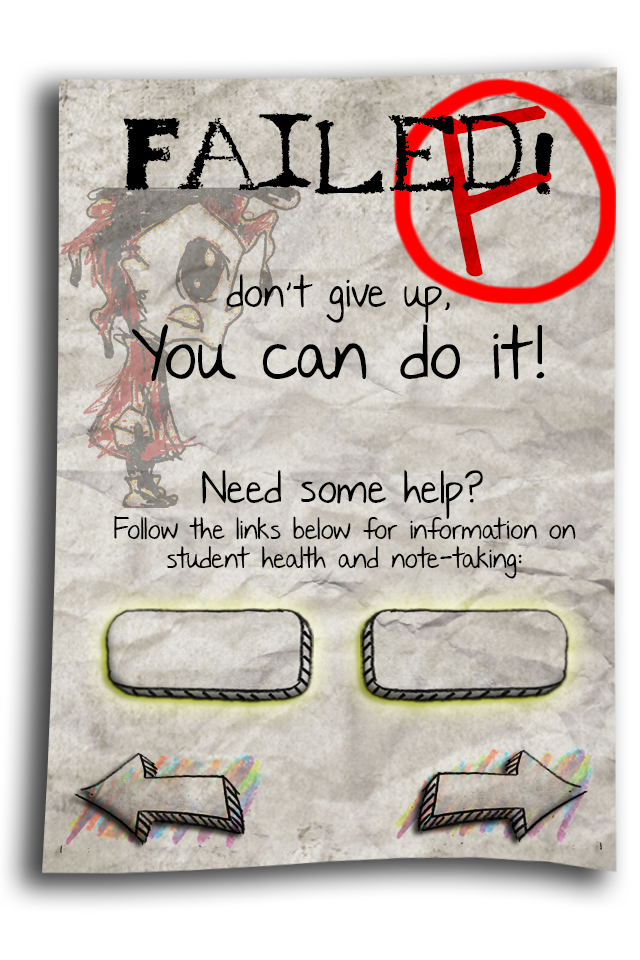 FAILED!
F
don't give up,
You can do it!
Need some help?
Follow the links below for information on
student health and note-taking: